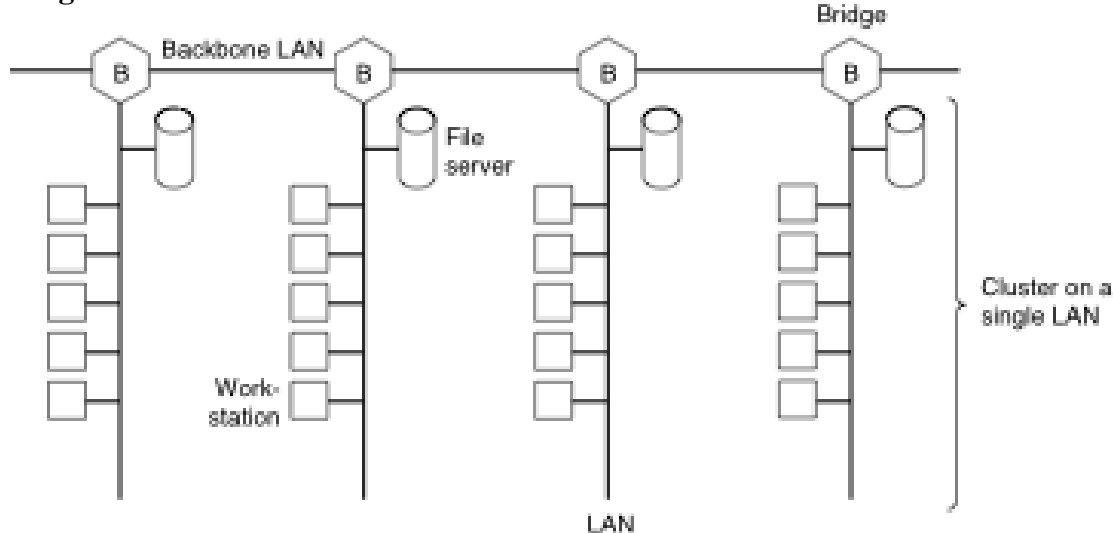 Bridge
Backbone LAN
B
B
B
B
File
server
Cluster on a
single LAN
Work-
station
LAN